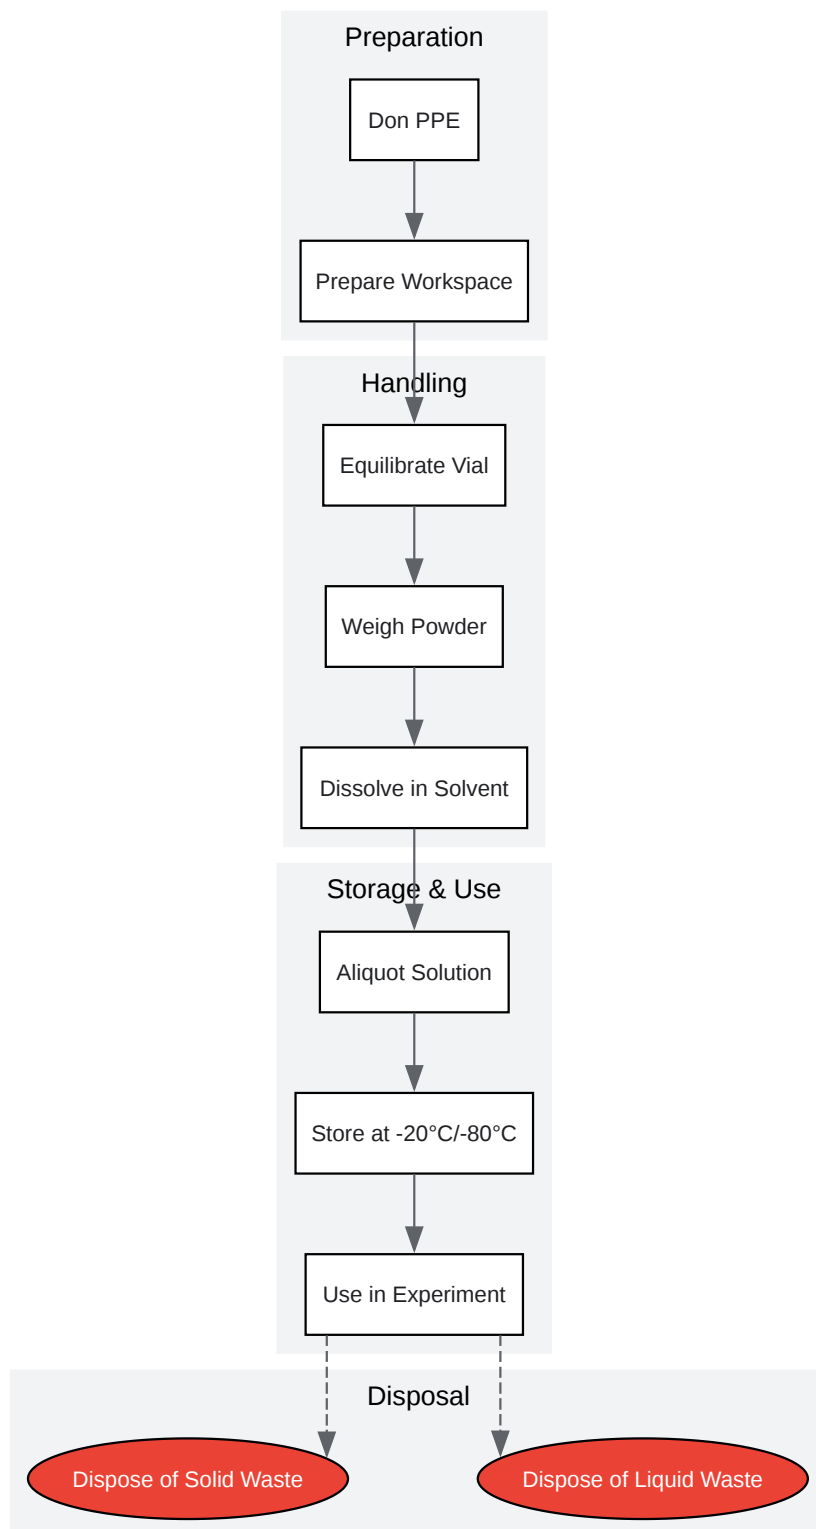 Preparation
Don PPE
Prepare Workspace
Handling
Equilibrate Vial
Weigh Powder
Dissolve in Solvent
Storage & Use
Aliquot Solution
Store at -20°C/-80°C
Use in Experiment
Disposal
Dispose of Solid Waste
Dispose of Liquid Waste